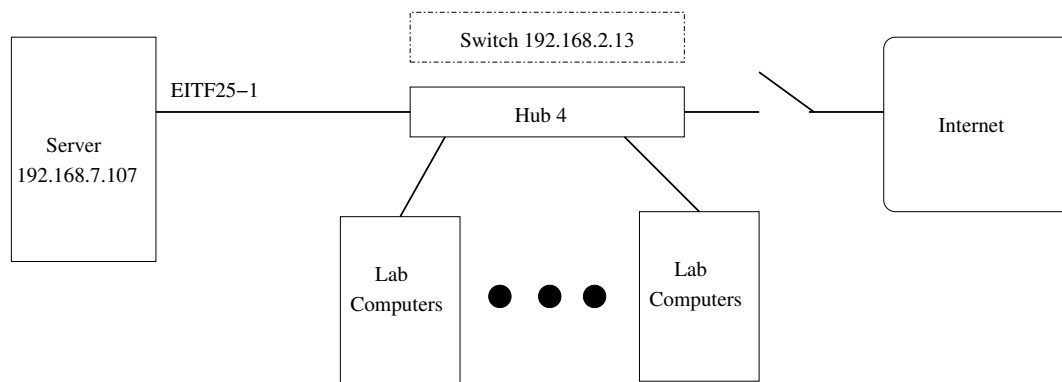 Switch 192.168.2.13
EITF25−1
Hub 4
Internet
Server
192.168.7.107
Lab
Computers
Lab
Computers